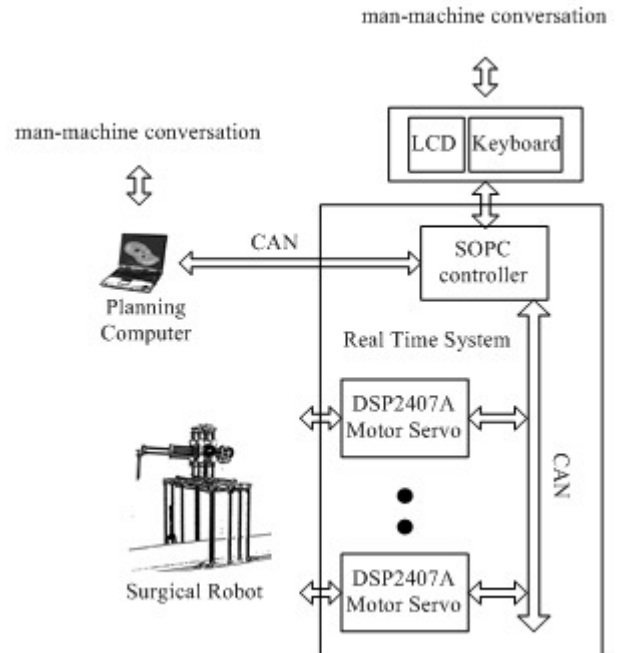 man-machine conversation
LCD
Keyboard
man-machine conversation
CAN
SOPC
controller
Planning
Computer
Real Time System
DSP2407A
Motor Servo
CAN
DSP2407A
Motor Servo
Surgical Robot